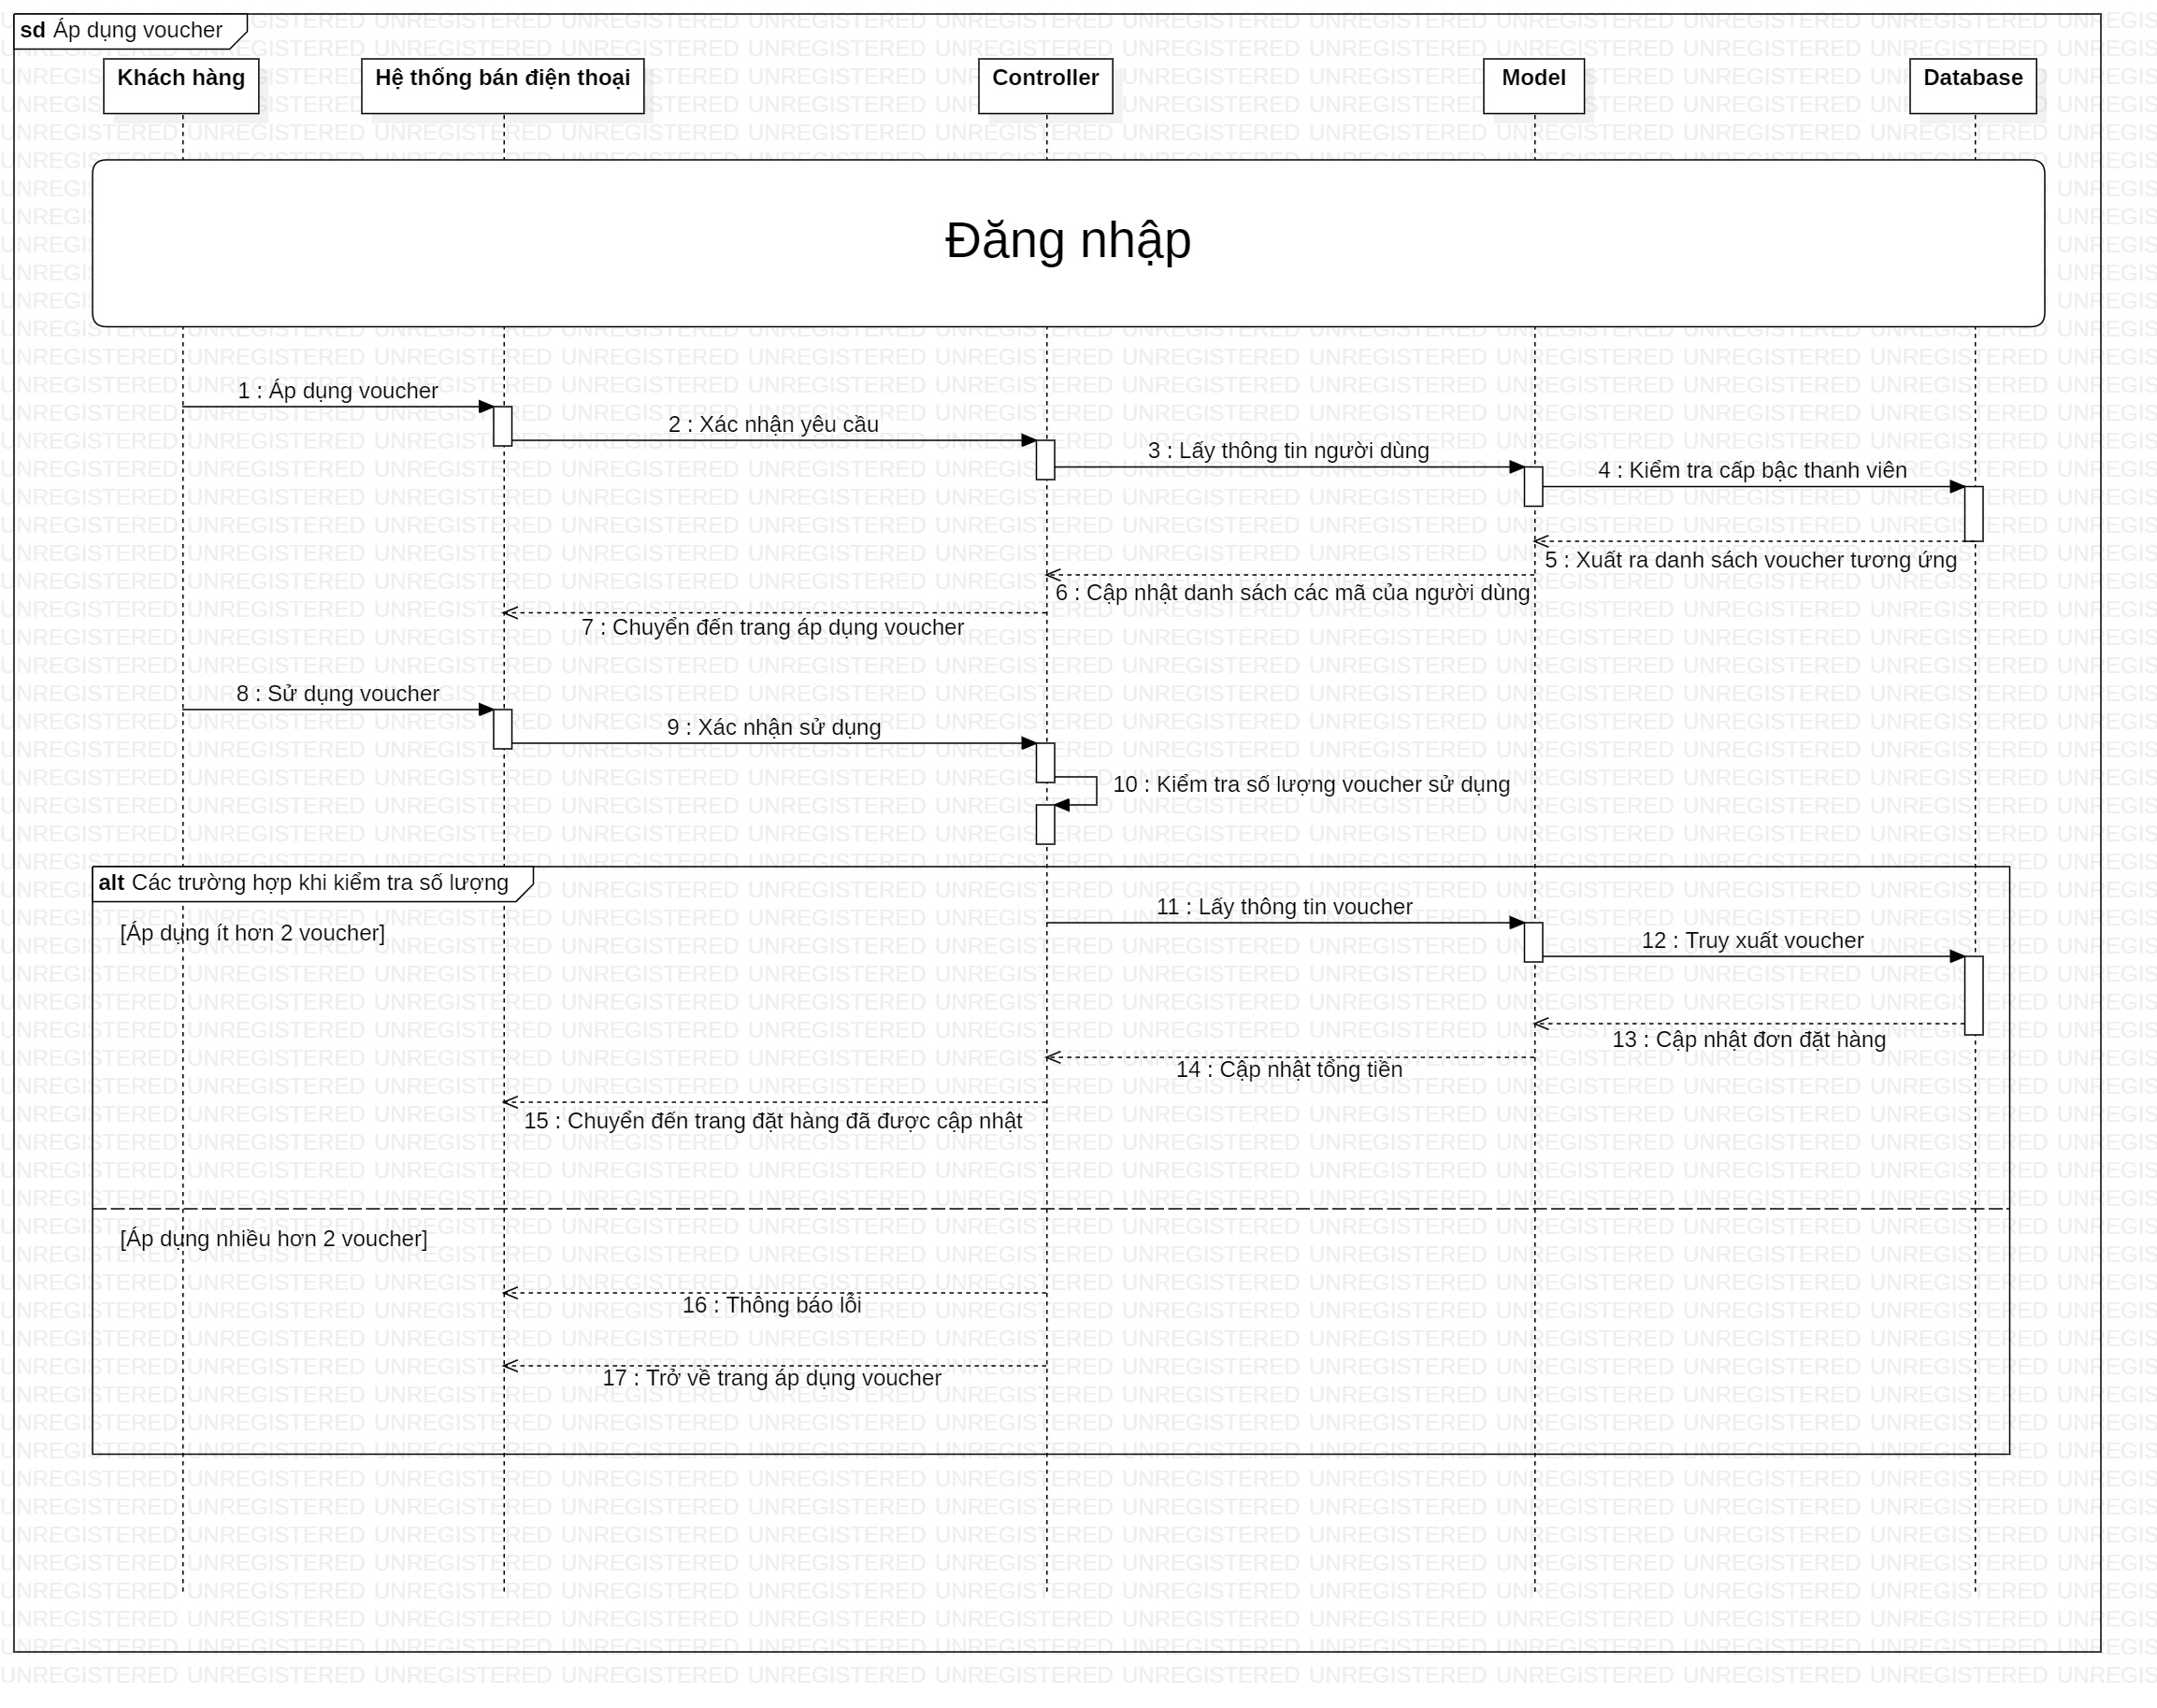 sd Áp dụng voucher
Khách hàng
Hệ thống bán điện thoại
Controller
Model
Database
Đăng nhập
1 : Áp dụng voucher
2 : Xác nhận yêu cầu
3 : Lấy thông tin người dùng
4 : Kiểm tra cấp bậc thanh viên
5 : Xuất ra danh sách voucher tương ứng
6 : Cập nhật danh sách các mã của người dùng
7 : Chuyển đến trang áp dụng voucher
8 : Sử dụng voucher
9 : Xác nhận sử dụng
10 : Kiểm tra số lượng voucher sử dụng
alt Các trường hợp khi kiểm tra số lượng
[Áp dụng ít hơn 2 voucher]
11 : Lấy thông tin voucher
12 : Truy xuất voucher
13 : Cập nhật đơn đặt hàng
14 : Cập nhật tổng tiền
15 : Chuyển đến trang đặt hàng đã được cập nhật
[Áp dụng nhiều hơn 2 voucher]
16 : Thông báo lỗi
17 : Trở về trang áp dụng voucher
UNREGISTERED